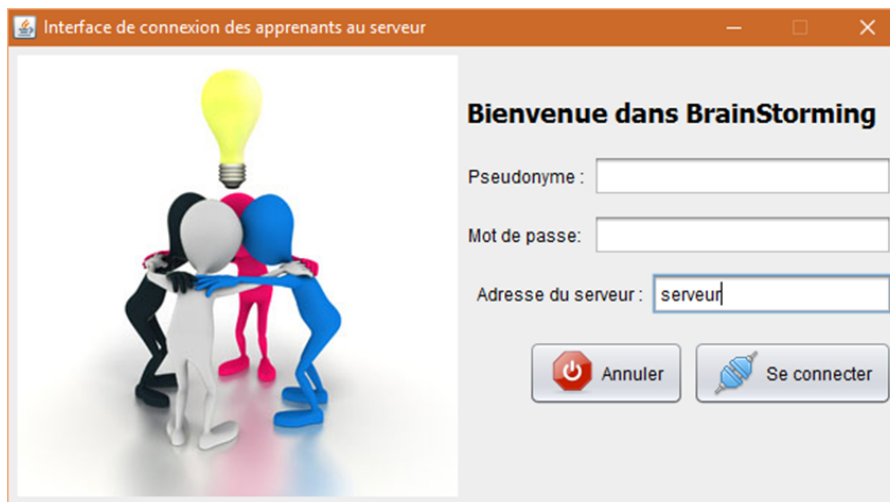 Interface de connexion des apprenants au serveur
Bienvenue dans BrainStorming
Pseudonyme :
Mot de passe:
Adresse du serveur : serveur
Annuler Se connecter